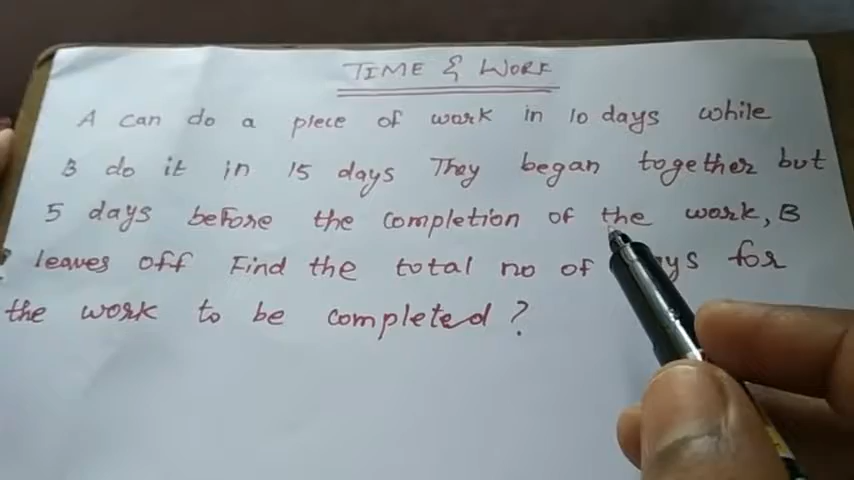 TIME & WORK
A can do a piece of work in 10 days while
B do it in 15 days They began together but
5 days before the completion of the work, B
leaves off Find the total no of days for
the work to be completed ?